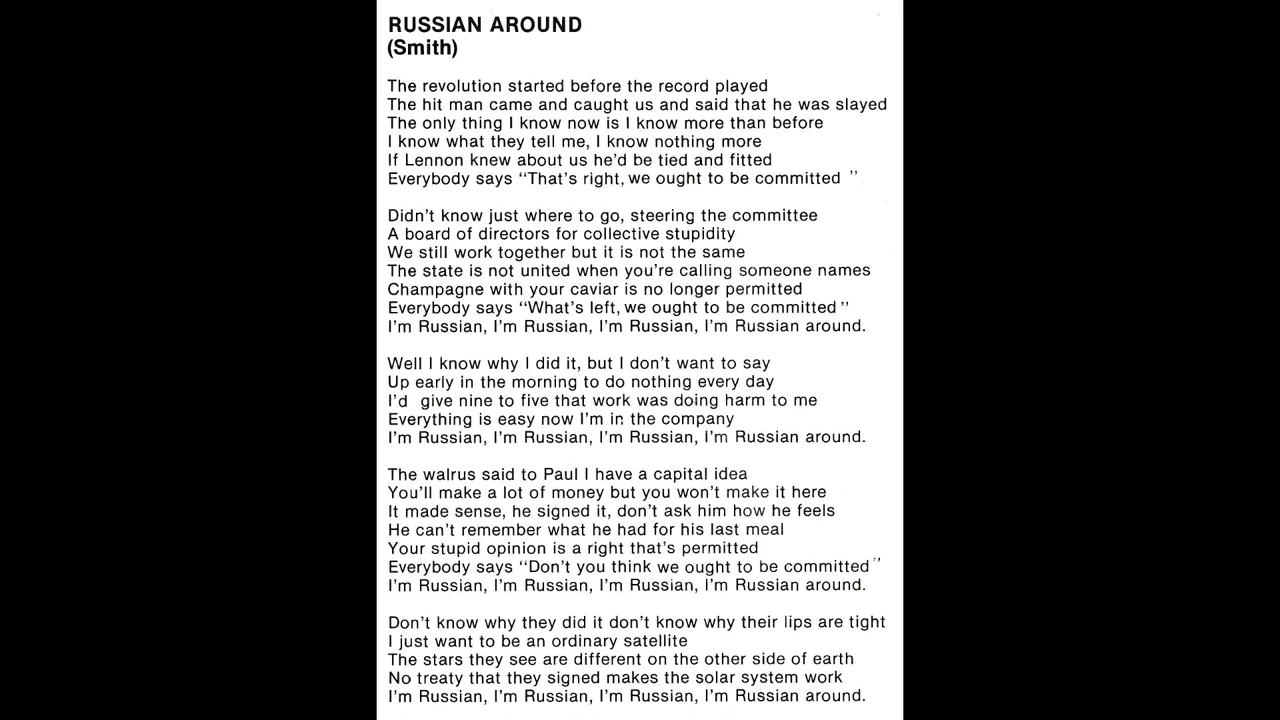 RUSSIAN AROUND
(Smith)
The revolution started before the record played
The hit man came and caught us and said that he was slayed
The only thing I know now is I know more than before
I know what they tell me, I know nothing more
If Lennon knew about us he'd be tied and fitted
Everybody says "That's right, we ought to be committed "
Didn't know just where to go, steering the committee
A board of directors for collective stupidity
We still work together but it is not the same
The state is not united when you're calling someone names
Champagne with your caviar is no longer permitted
Everybody says "What's left, we ought to be committed "
I'm Russian, I'm Russian, I'm Russian, I'm Russian around.
Well I know why I did it, but I don't want to say
Up early in the morning to do nothing every day
I'd give nine to five that work was doing harm to me
Everything is easy now I'm in the company
I'm Russian, I'm Russian, I'm Russian, I'm Russian around.
The walrus said to Paul I have a capital idea
You'll make a lot of money but you won't make it here
It made sense, he signed it, don't ask him how he feels
He can't remember what he had for his last meal
Your stupid opinion is a right that's permitted
Everybody says "Don't you think we ought to be committed "
I'm Russian, I'm Russian, I'm Russian, I'm Russian around.
Don't know why they did it don't know why their lips are tight
I just want to be an ordinary satellite
The stars they see are different on the other side of earth
No treaty that they signed makes the solar system work
I'm Russian, I'm Russian, I'm Russian, I'm Russian around.